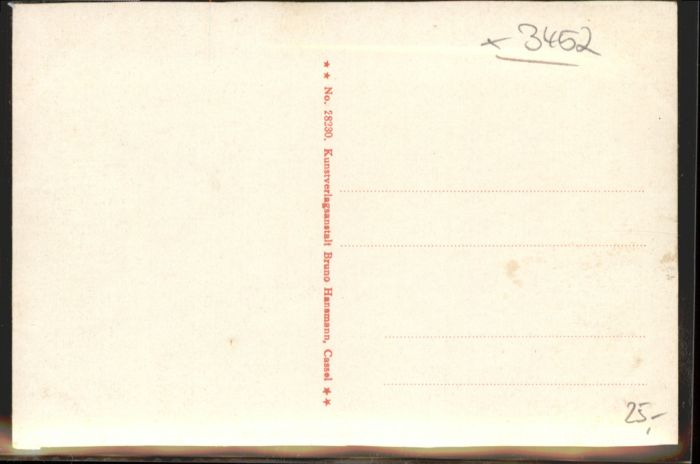 x 3452
** No. 28230. Kunstverlagsanstalt Bruno Hansmann, Cassel **
25,-